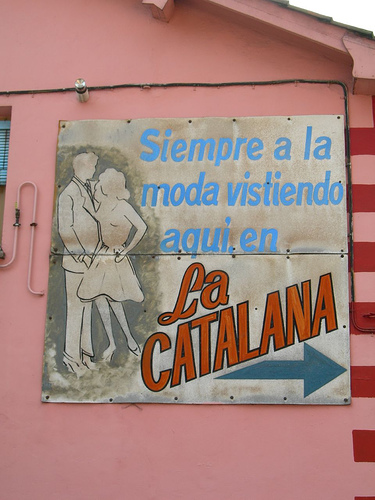 Siempre a la
moda vistiendo
aqui en
La
CATALANA